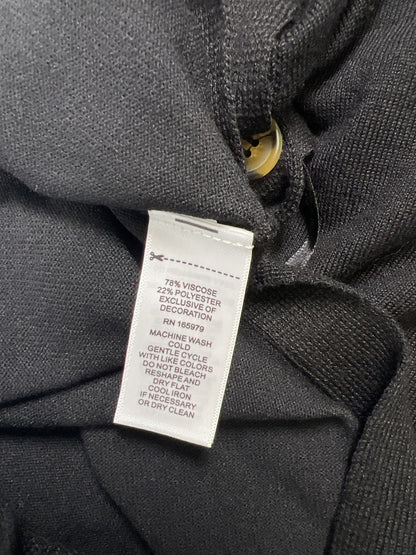 78% VISCOSE
22% POLYESTER
EXCLUSIVE OF
DECORATION
RN 165979
MACHINE WASH
COLD
GENTLE CYCLE
WITH LIKE COLORS
DO NOT BLEACH
RESHAPE AND
DRY FLAT
COOL IRON
IF NECESSARY
OR DRY CLEAN